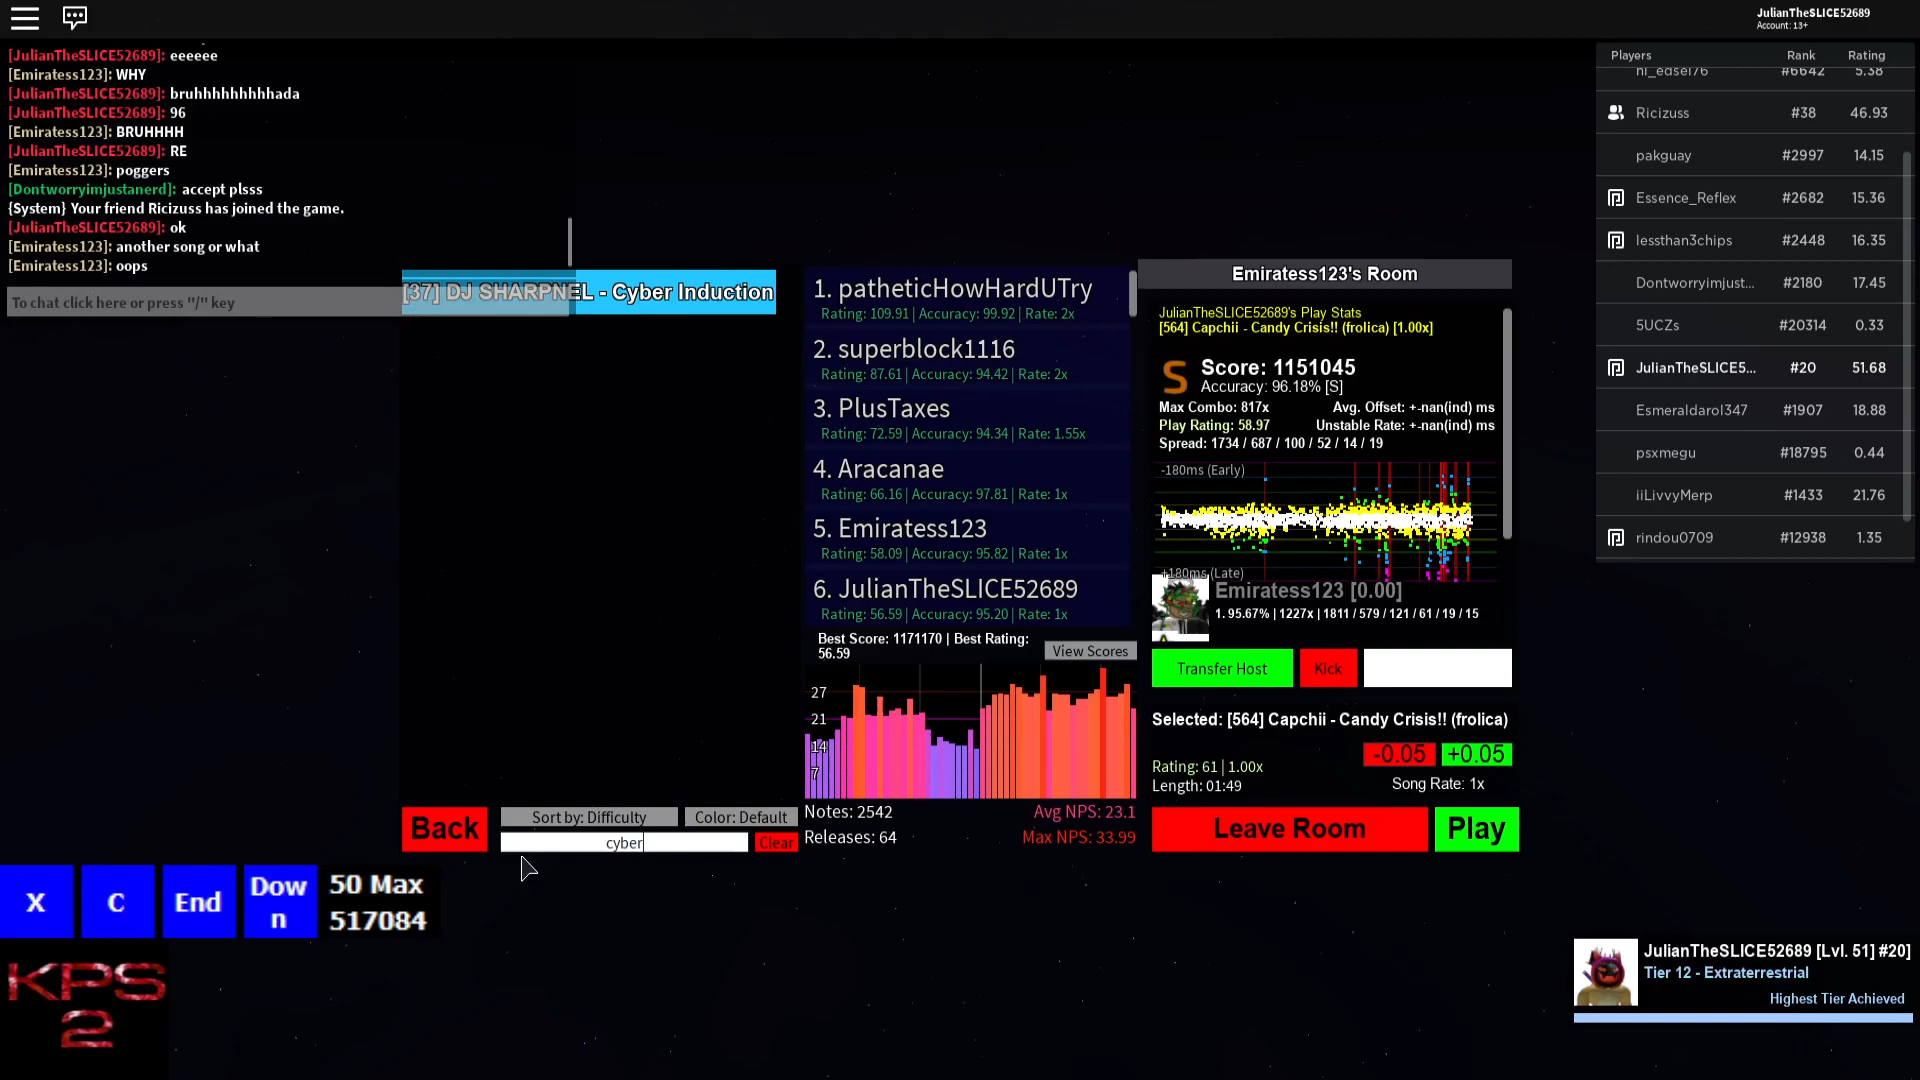 JulianTheSLICE52689
Account: 13+
[JulianTheSLICE52689]: eeeeee
[Emiratess123]: WHY
[JulianTheSLICE52689]: bruhhhhhhhhhada
[JulianTheSLICE52689]: 96
[Emiratess123]: BRUHHHH
[JulianTheSLICE52689]: RE
[Emiratess123]: poggers
[Dontworryimjustanerd]: accept plsss
{System} Your friend Ricizuss has joined the game.
[JulianTheSLICE52689]: ok
[Emiratess123]: another song or what
[Emiratess123]: oops
To chat click here or press "/" key
[37] DJ SHARPNEL - Cyber Induction
Back
Sort by: Difficulty
Color: Default
cyber
Clear
1. patheticHowHardUTry
Rating: 109.91 | Accuracy: 99.92 | Rate: 2x
2. superblock1116
Rating: 87.61 | Accuracy: 94.42 | Rate: 2x
3. PlusTaxes
Rating: 72.59 | Accuracy: 94.34 | Rate: 1.55x
4. Aracanae
Rating: 66.16 | Accuracy: 97.81 | Rate: 1x
5. Emiratess123
Rating: 58.09 | Accuracy: 95.82 | Rate: 1x
6. JulianTheSLICE52689
Rating: 56.59 | Accuracy: 95.20 | Rate: 1x
Best Score: 1171170 | Best Rating:
56.59
View Scores
27
21
14
7
Notes: 2542
Avg NPS: 23.1
Releases: 64
Max NPS: 33.99
Emiratess123's Room
JulianTheSLICE52689's Play Stats
[564] Capchii - Candy Crisis!! (frolica) [1.00x]
S
Score: 1151045
Accuracy: 96.18% [S]
Max Combo: 817x
Avg. Offset: +-nan(ind) ms
Play Rating: 58.97
Unstable Rate: +-nan(ind) ms
Spread: 1734 / 687 / 100 / 52 / 14 / 19
-180ms (Early)
+180ms (Late)
Emiratess123 [0.00]
1. 95.67% | 1227x | 1811 / 579 / 121 / 61 / 19 / 15
Transfer Host
Kick
Selected: [564] Capchii - Candy Crisis!! (frolica)
-0.05
+0.05
Rating: 61 | 1.00x
Length: 01:49
Song Rate: 1x
Leave Room
Play
Players Rank Rating
nl_edsel76 #6642 5.38
Ricizuss #38 46.93
pakguay #2997 14.15
Essence_Reflex #2682 15.36
lessthan3chips #2448 16.35
Dontworryimjust... #2180 17.45
5UCZs #20314 0.33
JulianTheSLICE5... #20 51.68
Esmeraldarol347 #1907 18.88
psxmegu #18795 0.44
iiLivvyMerp #1433 21.76
rindou0709 #12938 1.35
X
C
End
Dow
n
50 Max
517084
KPS
2
JulianTheSLICE52689 [Lvl. 51] #20]
Tier 12 - Extraterrestrial
Highest Tier Achieved